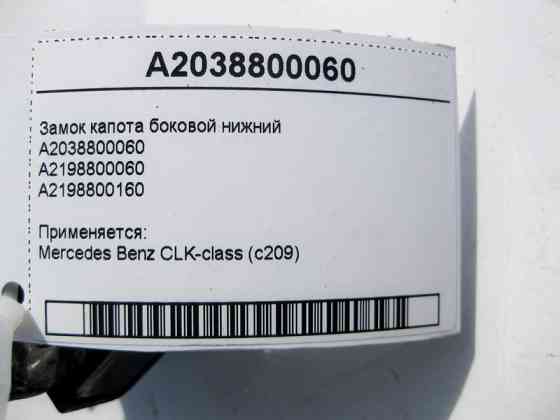 A2038800060
Замок капота боковой нижний
A2038800060
A2198800060
A2198800160
Применяется:
Mercedes Benz CLK-class (c209)